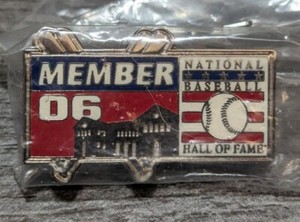 MEMBER
06
NATIONAL
BASEBALL
HALL OF FAME